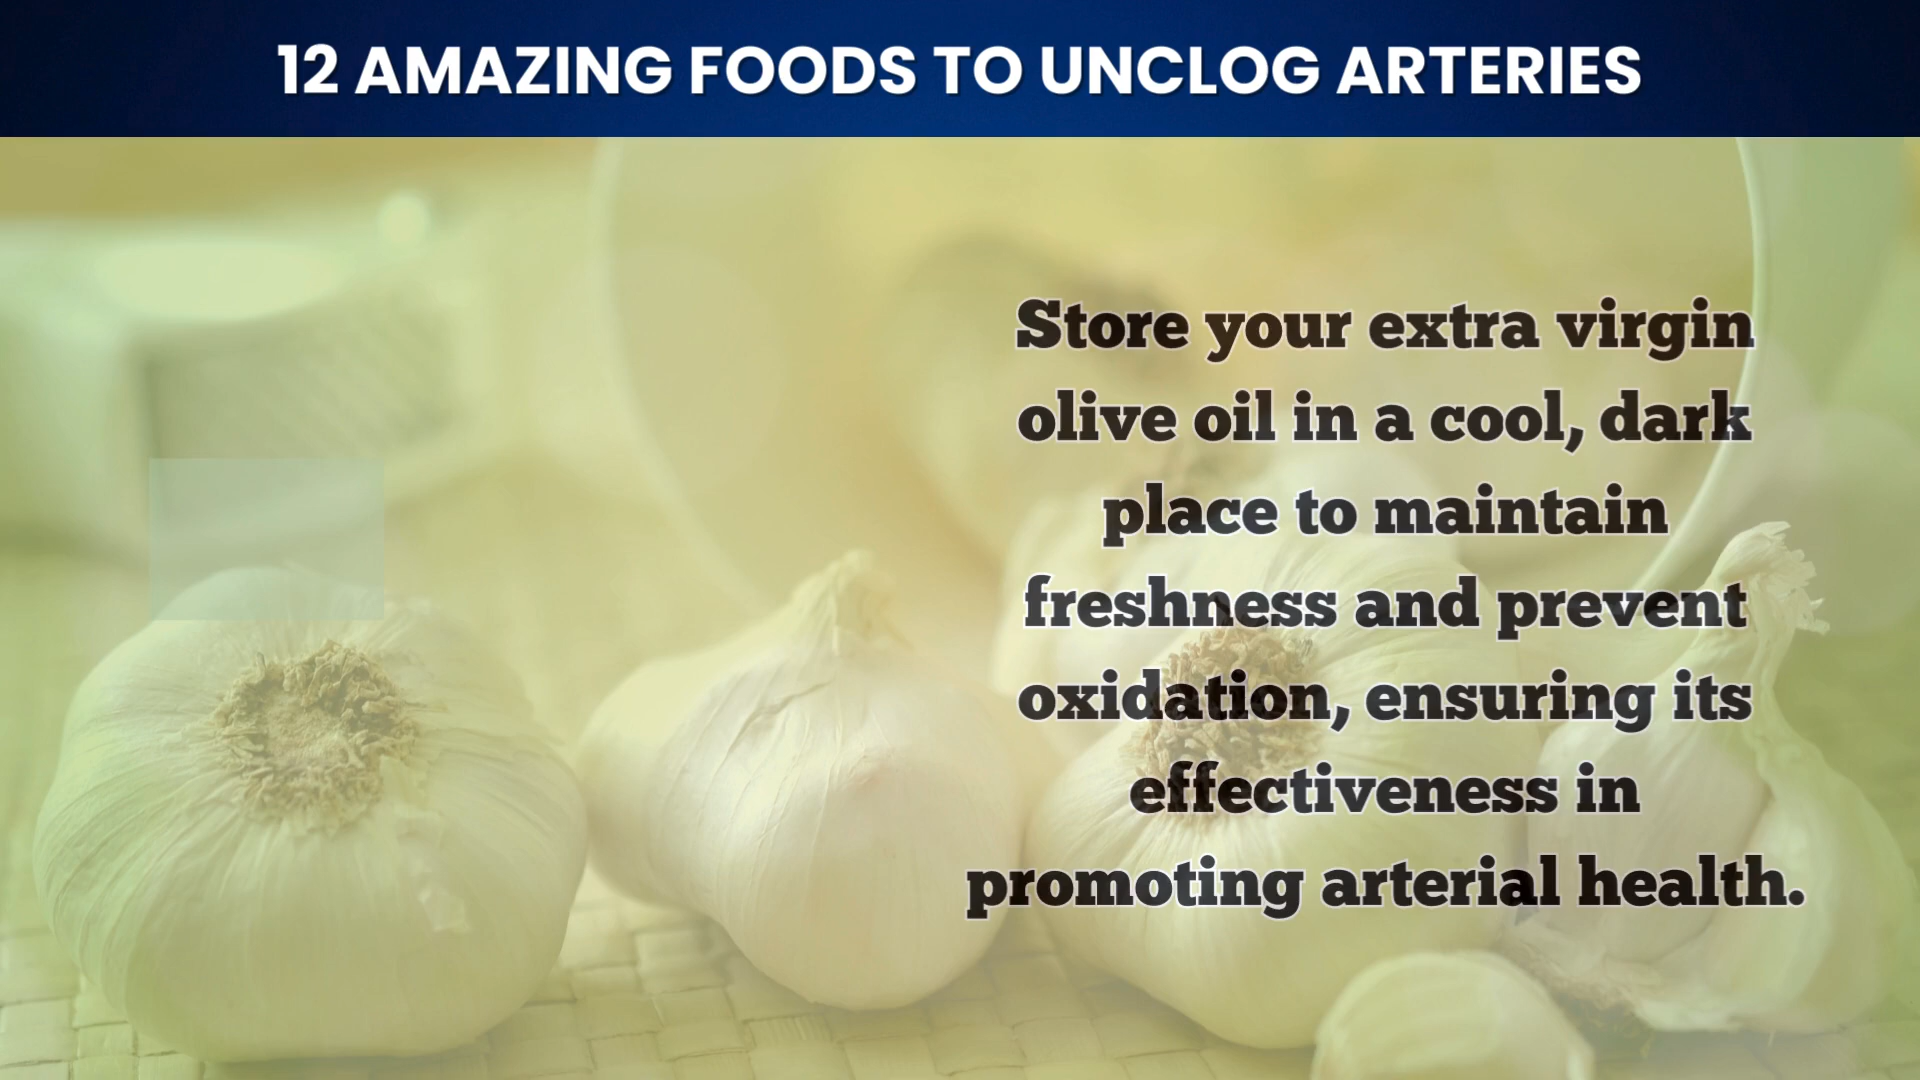 12 AMAZING FOODS TO UNCLOG ARTERIES
Store your extra virgin
olive oil in a cool, dark
place to maintain
freshness and prevent
oxidation, ensuring its
effectiveness in
promoting arterial health.